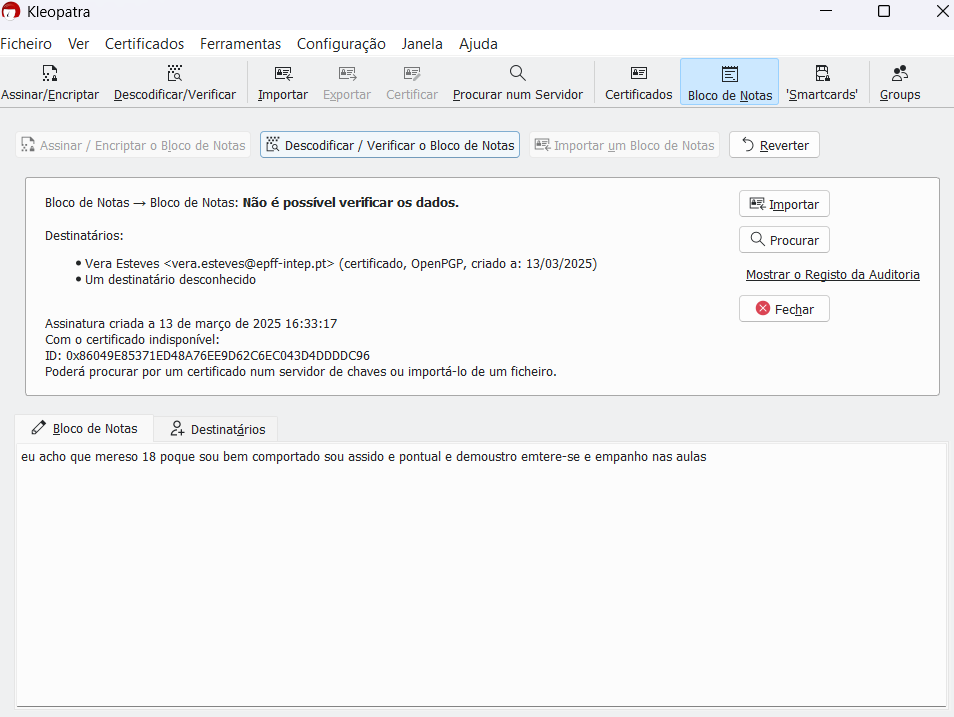 Kleopatra
Ficheiro Ver Certificados Ferramentas Configuração Janela Ajuda
Assinar/Encriptar Descodificar/Verificar Importar Exportar Certificar Procurar num Servidor Certificados Bloco de Notas 'Smartcards' Groups
Assinar / Encriptar o Bloco de Notas Descodificar / Verificar o Bloco de Notas Importar um Bloco de Notas Reverter
Bloco de Notas → Bloco de Notas: Não é possível verificar os dados.
Importar
Destinatários:
Procurar
• Vera Esteves <vera.esteves@epff-intep.pt> (certificado, OpenPGP, criado a: 13/03/2025)
• Um destinatário desconhecido
Mostrar o Registo da Auditoria
Fechar
Assinatura criada a 13 de março de 2025 16:33:17
Com o certificado indisponível:
ID: 0x86049E85371ED48A76EE9D62C6EC043D4DDDDC96
Poderá procurar por um certificado num servidor de chaves ou importá-lo de um ficheiro.
Bloco de Notas Destinatários
eu acho que mereso 18 poque sou bem comportado sou assido e pontual e demoustro emtere-se e empanho nas aulas